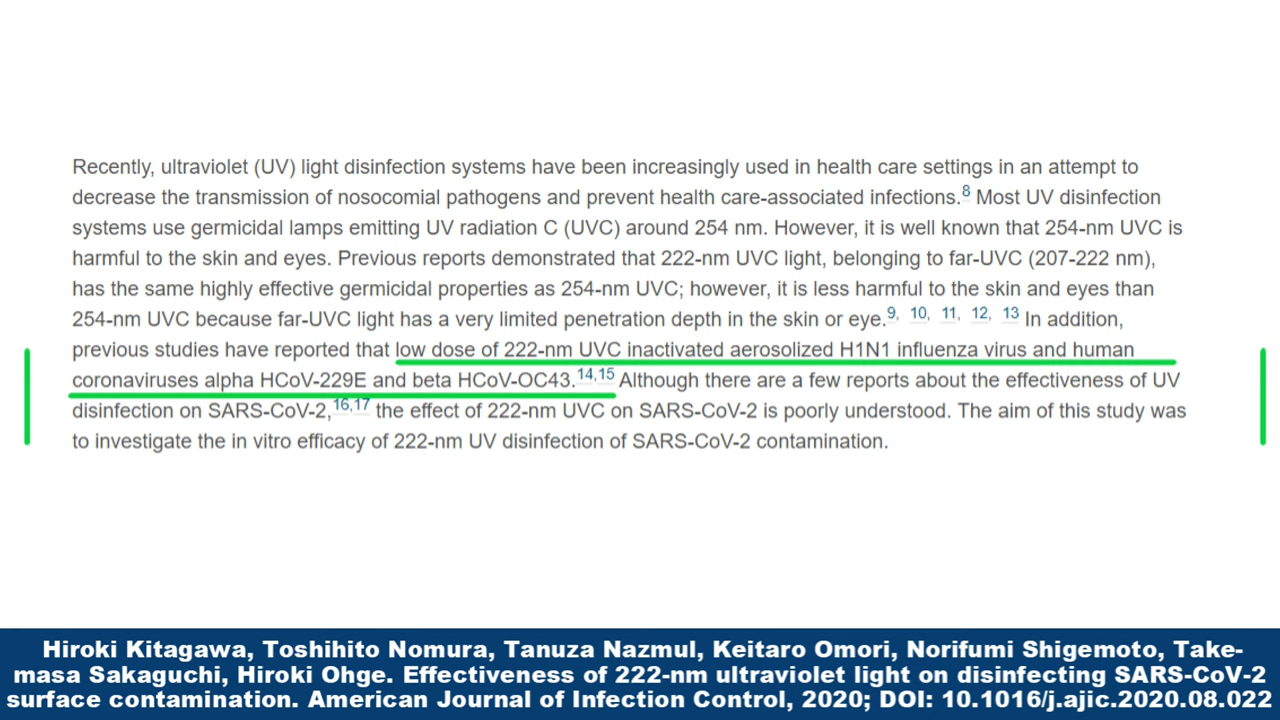 Recently, ultraviolet (UV) light disinfection systems have been increasingly used in health care settings in an attempt to
decrease the transmission of nosocomial pathogens and prevent health care-associated infections.8 Most UV disinfection
systems use germicidal lamps emitting UV radiation C (UVC) around 254 nm. However, it is well known that 254-nm UVC is
harmful to the skin and eyes. Previous reports demonstrated that 222-nm UVC light, belonging to far-UVC (207-222 nm),
has the same highly effective germicidal properties as 254-nm UVC; however, it is less harmful to the skin and eyes than
254-nm UVC because far-UVC light has a very limited penetration depth in the skin or eye.9, 10, 11, 12, 13 In addition,
previous studies have reported that low dose of 222-nm UVC inactivated aerosolized H1N1 influenza virus and human
coronaviruses alpha HCoV-229E and beta HCoV-OC43.14,15 Although there are a few reports about the effectiveness of UV
disinfection on SARS-CoV-2,16,17 the effect of 222-nm UVC on SARS-CoV-2 is poorly understood. The aim of this study was
to investigate the in vitro efficacy of 222-nm UV disinfection of SARS-CoV-2 contamination.
Hiroki Kitagawa, Toshihito Nomura, Tanuza Nazmul, Keitaro Omori, Norifumi Shigemoto, Take-
masa Sakaguchi, Hiroki Ohge. Effectiveness of 222-nm ultraviolet light on disinfecting SARS-CoV-2
surface contamination. American Journal of Infection Control, 2020; DOI: 10.1016/j.ajic.2020.08.022